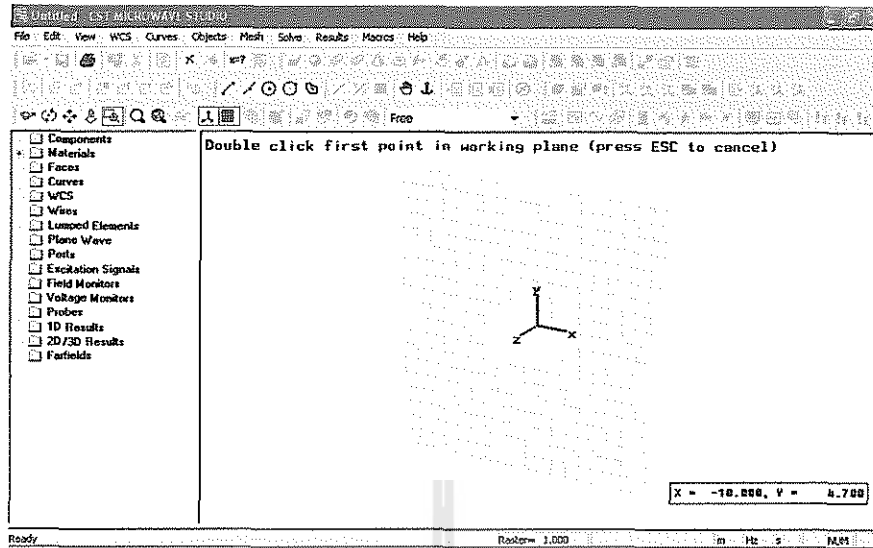 Untitled - CST MICROWAVE STUDIO
File Edit View WCS Curves Objects Mesh Solve Results Macros Help
Free
Components
Materials
Faces
Curves
WCS
Wires
Lumped Elements
Plane Wave
Ports
Excitation Signals
Field Monitors
Voltage Monitors
Probes
1D Results
2D/3D Results
Farfields
Double click first point in working plane (press ESC to cancel)
y
z x
X = -10.000, Y = 4.700
Ready Raster= 1.000 m Hz s NUM